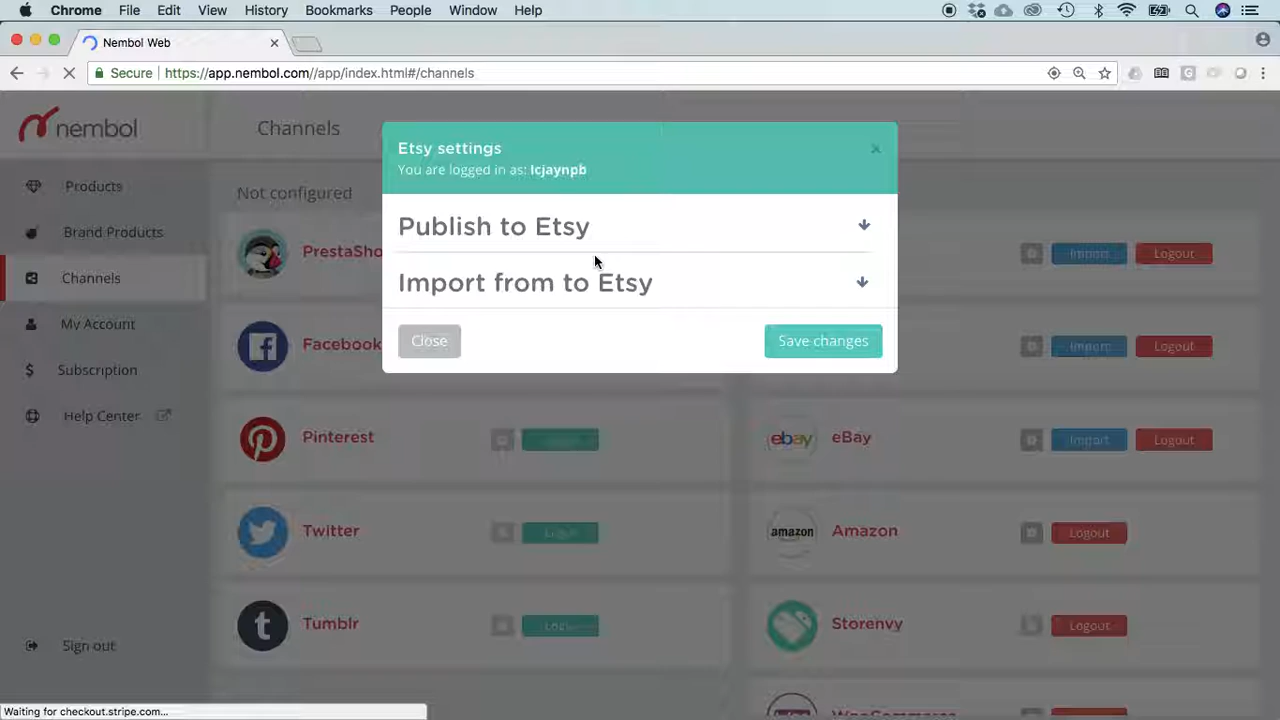 Chrome File Edit View History Bookmarks People Window Help
Nembol Web
Secure https://app.nembol.com//app/index.html#/channels
nembol
Channels
Products
Brand Products
Channels
My Account
Subscription
Help Center
Sign out
Not configured
PrestaSho
Import Logout
Facebook
Import Logout
Pinterest
eBay
Import Logout
Twitter
amazon Amazon
Logout
Tumblr
Storenvy
Logout
Logout
Etsy settings
You are logged in as: lcjaynpb
Publish to Etsy
Import from to Etsy
Close Save changes
Waiting for checkout.stripe.com...